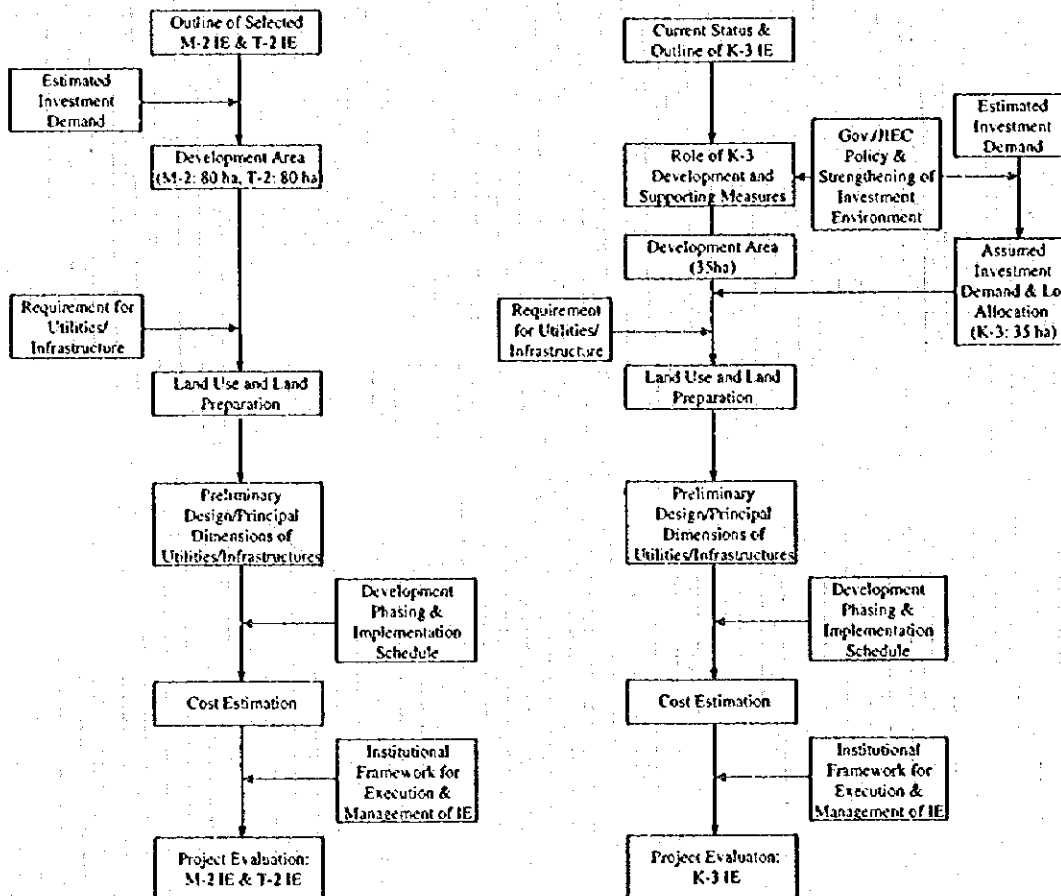 Outline of Selected
M-2 IE & T-2 IE
Estimated
Investment
Demand
Development Area
(M-2: 80 ha, T-2: 80 ha
Requirement for
Utilities/
Infrastructure
Land Use and Land
Preparation
Preliminary
Design/Principal
Dimensions of
Utilities/Infrastructures
Development
Phasing &
Implementation
Schedule
Cost Estimation
Institutional
Framework for
Execution &
Management of IE
Project Evaluation:
M-2 IE & T-2 IE
Current Status &
Outline of K-3 IE
Role of K-3
Development and
Supporting Measures
Gov./JIEC
Policy &
Strengthening of
Investment
Environment
Estimated
Investment
Demand
Development Area
(35ha)
Assumed
Investment
Demand & Lo
Allocation
(K-3: 35 ha)
Requirement
for Utilities/
Infrastructure
Land Use and Land
Preparation
Preliminary
Design/Principal
Dimensions of
Utilities/Infrastructures
Development
Phasing &
Implementation
Schedule
Cost Estimation
Institutional
Framework for
Execution &
Management of IE
Project Evaluaton:
K-3 IE